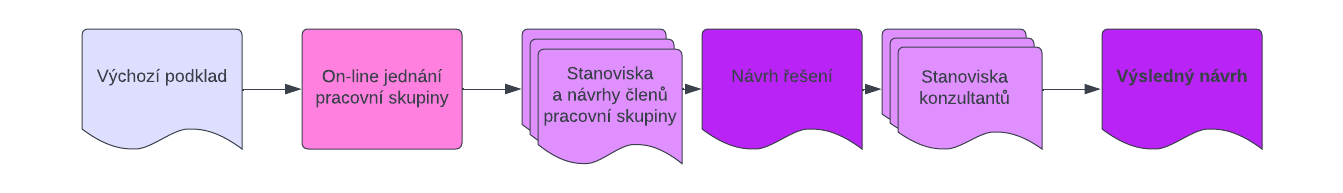 Výchozí podklad
On-line jednání
pracovní skupiny
Stanoviska
a návrhy členů
pracovní skupiny
Návrh řešení
Stanoviska
konzultantů
Výsledný návrh